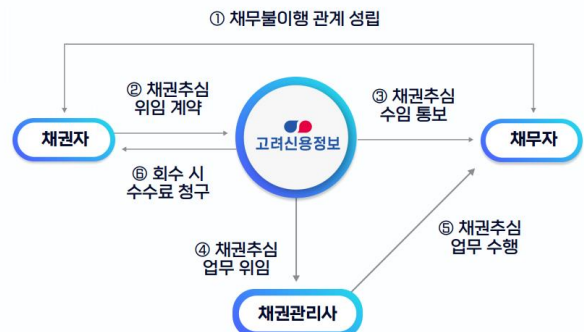 ① 채무불이행 관계 성립
② 채권추심
위임 계약
③ 채권추심
수임 통보
채권자
고려신용정보
채무자
⑥ 회수 시
수수료 청구
④ 채권추심
업무 위임
⑤ 채권추심
업무 수행
채권관리사